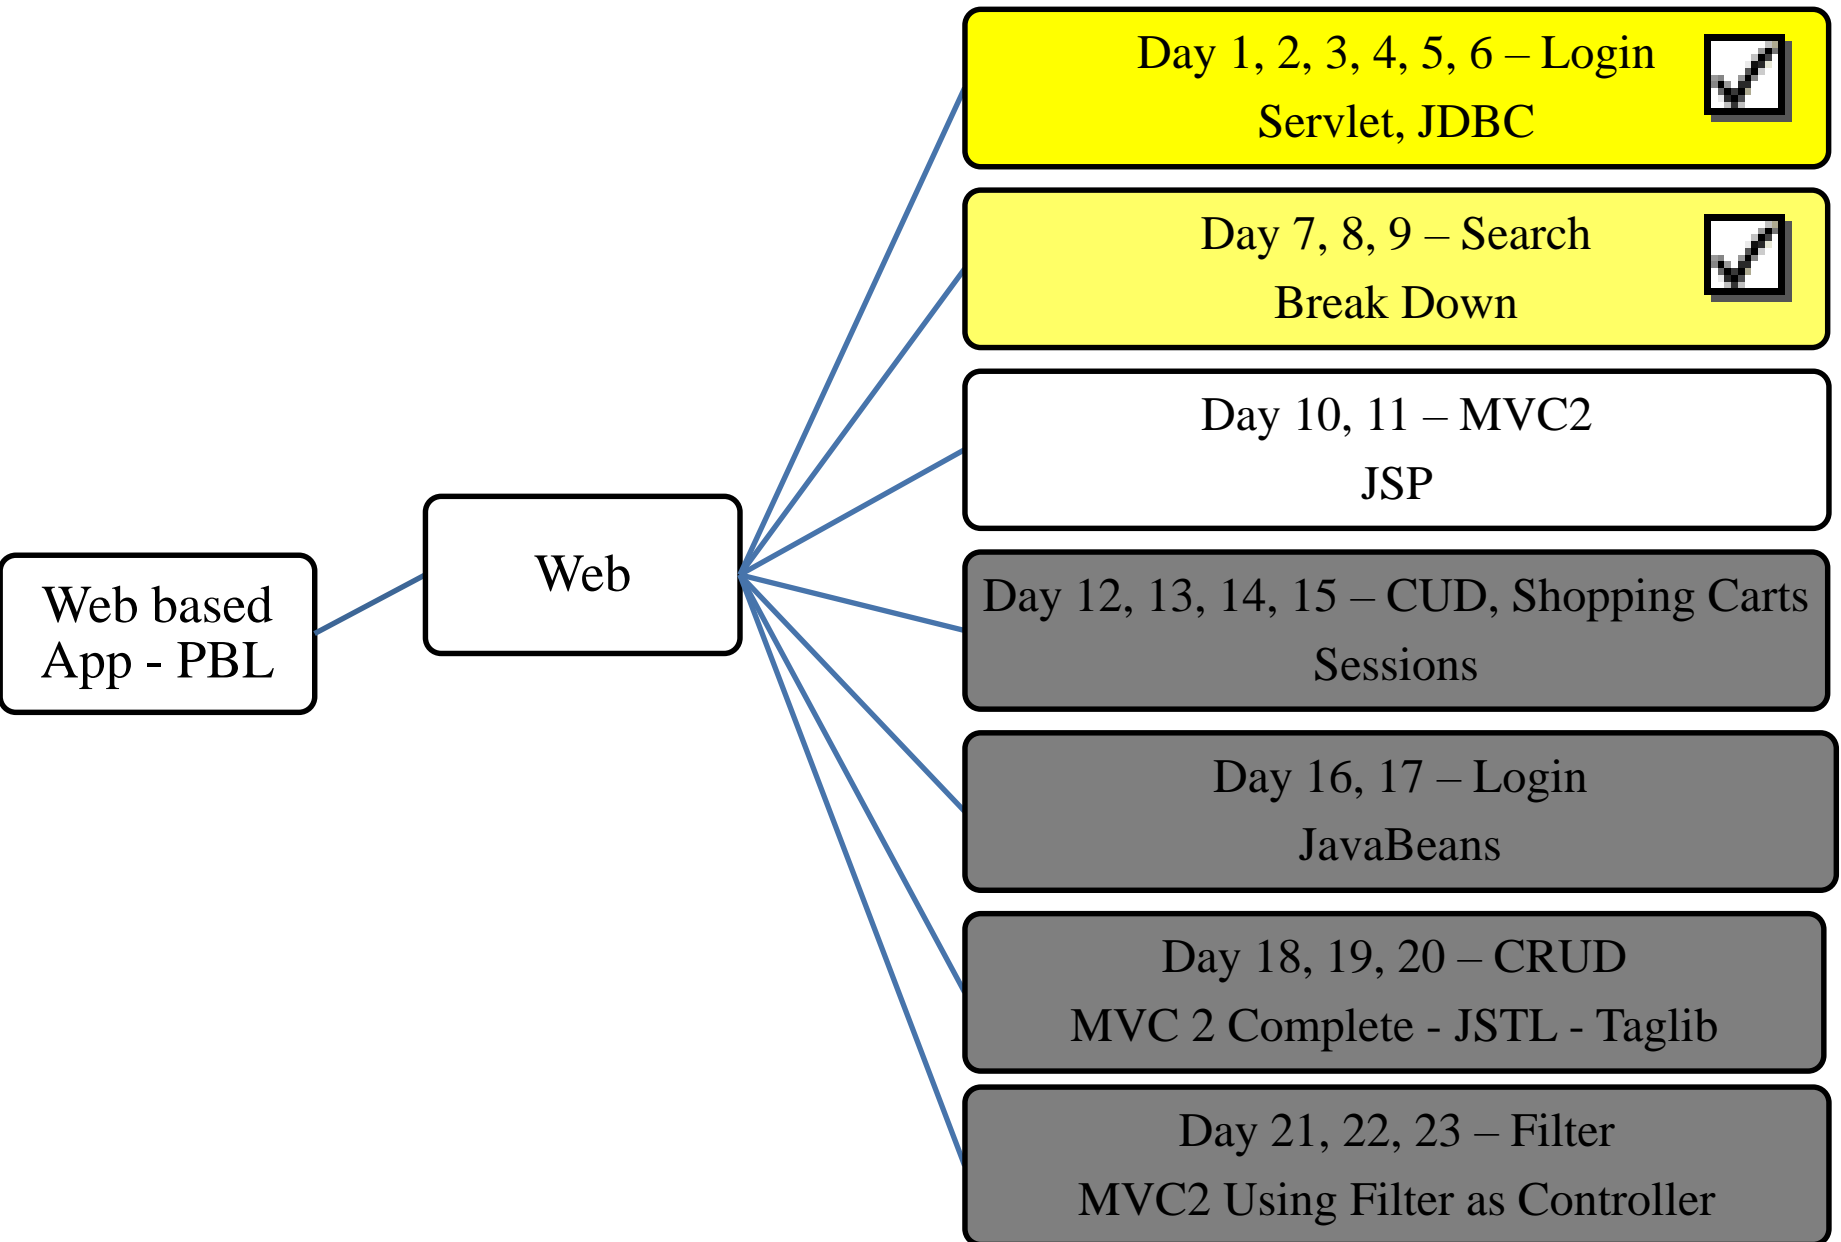 Web based
App - PBL
Web
Day 1, 2, 3, 4, 5, 6 – Login
Servlet, JDBC
Day 7, 8, 9 – Search
Break Down
Day 10, 11 – MVC2
JSP
Day 12, 13, 14, 15 – CUD, Shopping Carts
Sessions
Day 16, 17 – Login
JavaBeans
Day 18, 19, 20 – CRUD
MVC 2 Complete - JSTL - Taglib
Day 21, 22, 23 – Filter
MVC2 Using Filter as Controller